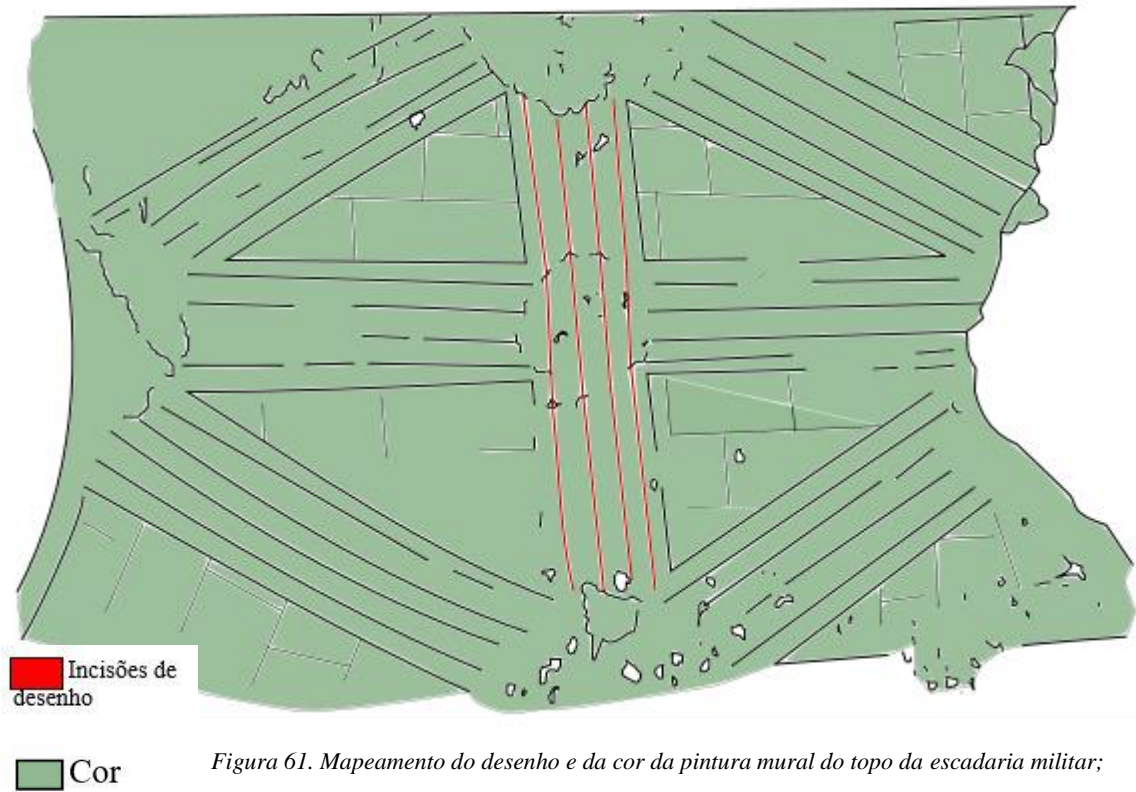 Incisões de
desenho
Cor
Figura 61. Mapeamento do desenho e da cor da pintura mural do topo da escadaria militar;